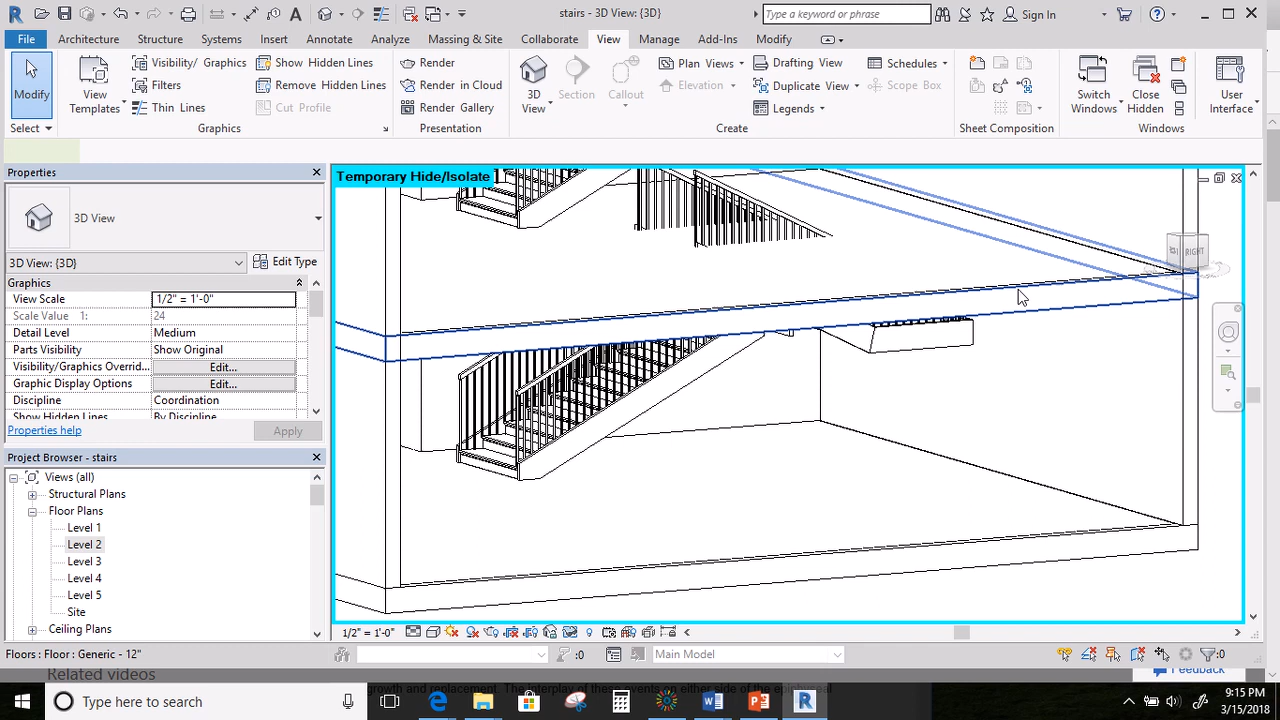 stairs - 3D View: {3D}
Type a keyword or phrase
Sign In
File
Architecture
Structure
Systems
Insert
Annotate
Analyze
Massing & Site
Collaborate
View
Manage
Add-Ins
Modify
Modify
Select
View Templates
Visibility/ Graphics
Filters
Thin Lines
Show Hidden Lines
Remove Hidden Lines
Cut Profile
Graphics
Render
Render in Cloud
Render Gallery
Presentation
3D View
Section
Callout
Plan Views
Elevation
Drafting View
Duplicate View
Legends
Schedules
Scope Box
Create
Sheet Composition
Switch Windows
Close Hidden
User Interface
Windows
Properties
3D View
3D View: {3D}
Edit Type
Graphics
View Scale
1/2" = 1'-0"
Scale Value 1:
24
Detail Level
Medium
Parts Visibility
Show Original
Visibility/Graphics Overrid...
Edit...
Graphic Display Options
Edit...
Discipline
Coordination
Show Hidden Lines
By Discipline
Properties help
Apply
Project Browser - stairs
Views (all)
Structural Plans
Floor Plans
Level 1
Level 2
Level 3
Level 4
Level 5
Site
Ceiling Plans
Temporary Hide/Isolate
RIGHT
1/2" = 1'-0"
Floors : Floor : Generic - 12"
:0
Main Model
:0
Related videos
Feedback
Type here to search
9:15 PM
3/15/2018